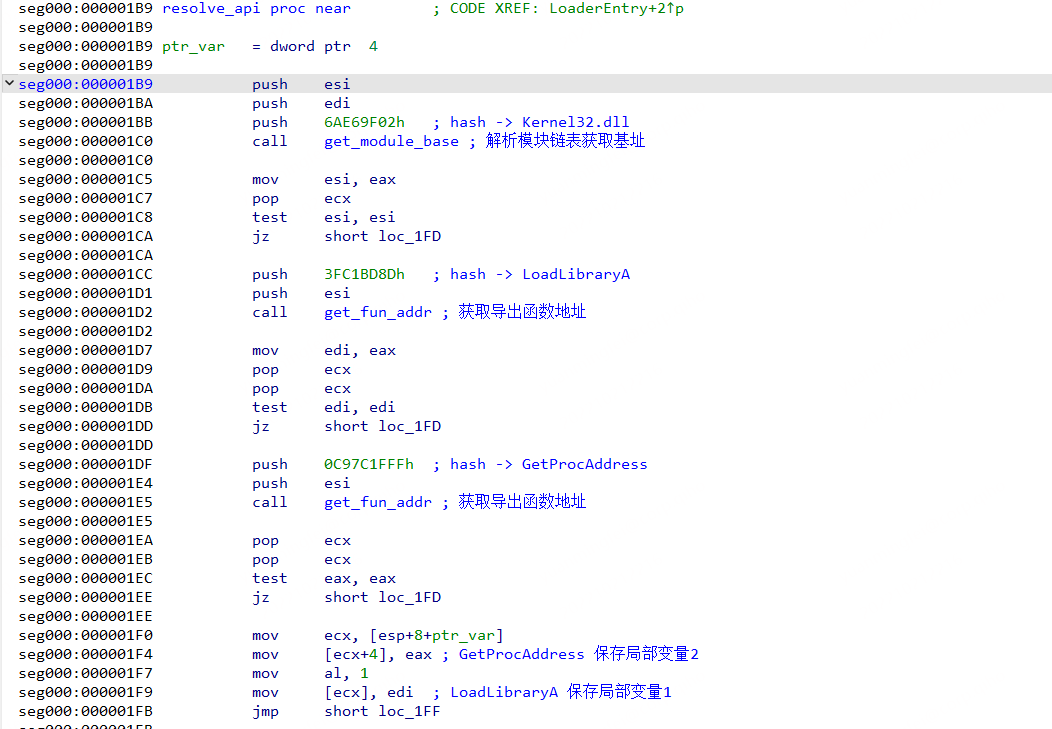 seg000:000001B9 resolve_api proc near ; CODE XREF: LoaderEntry+2↑p
seg000:000001B9
seg000:000001B9 ptr_var = dword ptr 4
seg000:000001B9
seg000:000001B9 push esi
seg000:000001BA push edi
seg000:000001BB push 6AE69F02h ; hash -> Kernel32.dll
seg000:000001C0 call get_module_base ; 解析模块链表获取基址
seg000:000001C0
seg000:000001C5 mov esi, eax
seg000:000001C7 pop ecx
seg000:000001C8 test esi, esi
seg000:000001CA jz short loc_1FD
seg000:000001CA
seg000:000001CC push 3FC1BD8Dh ; hash -> LoadLibraryA
seg000:000001D1 push esi
seg000:000001D2 call get_fun_addr ; 获取导出函数地址
seg000:000001D2
seg000:000001D7 mov edi, eax
seg000:000001D9 pop ecx
seg000:000001DA pop ecx
seg000:000001DB test edi, edi
seg000:000001DD jz short loc_1FD
seg000:000001DD
seg000:000001DF push 0C97C1FFFh ; hash -> GetProcAddress
seg000:000001E4 push esi
seg000:000001E5 call get_fun_addr ; 获取导出函数地址
seg000:000001E5
seg000:000001EA pop ecx
seg000:000001EB pop ecx
seg000:000001EC test eax, eax
seg000:000001EE jz short loc_1FD
seg000:000001EE
seg000:000001F0 mov ecx, [esp+8+ptr_var]
seg000:000001F4 mov [ecx+4], eax ; GetProcAddress 保存局部变量2
seg000:000001F7 mov al, 1
seg000:000001F9 mov [ecx], edi ; LoadLibraryA 保存局部变量1
seg000:000001FB jmp short loc_1FF
seg000:000001FB